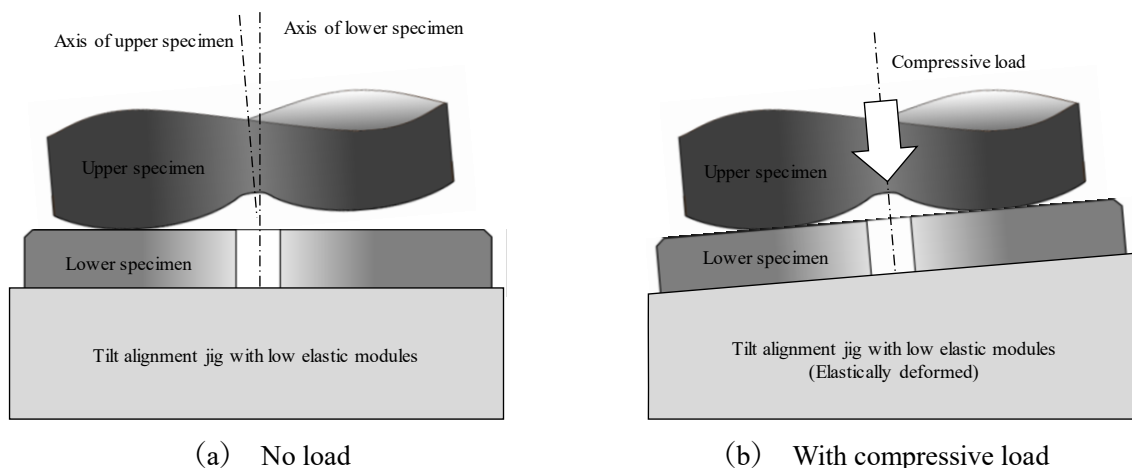 Axis of upper specimen
Axis of lower specimen
Upper specimen
Lower specimen
Tilt alignment jig with low elastic modules
(a) No load
Compressive load
Upper specimen
Lower specimen
Tilt alignment jig with low elastic modules
(Elastically deformed)
(b) With compressive load